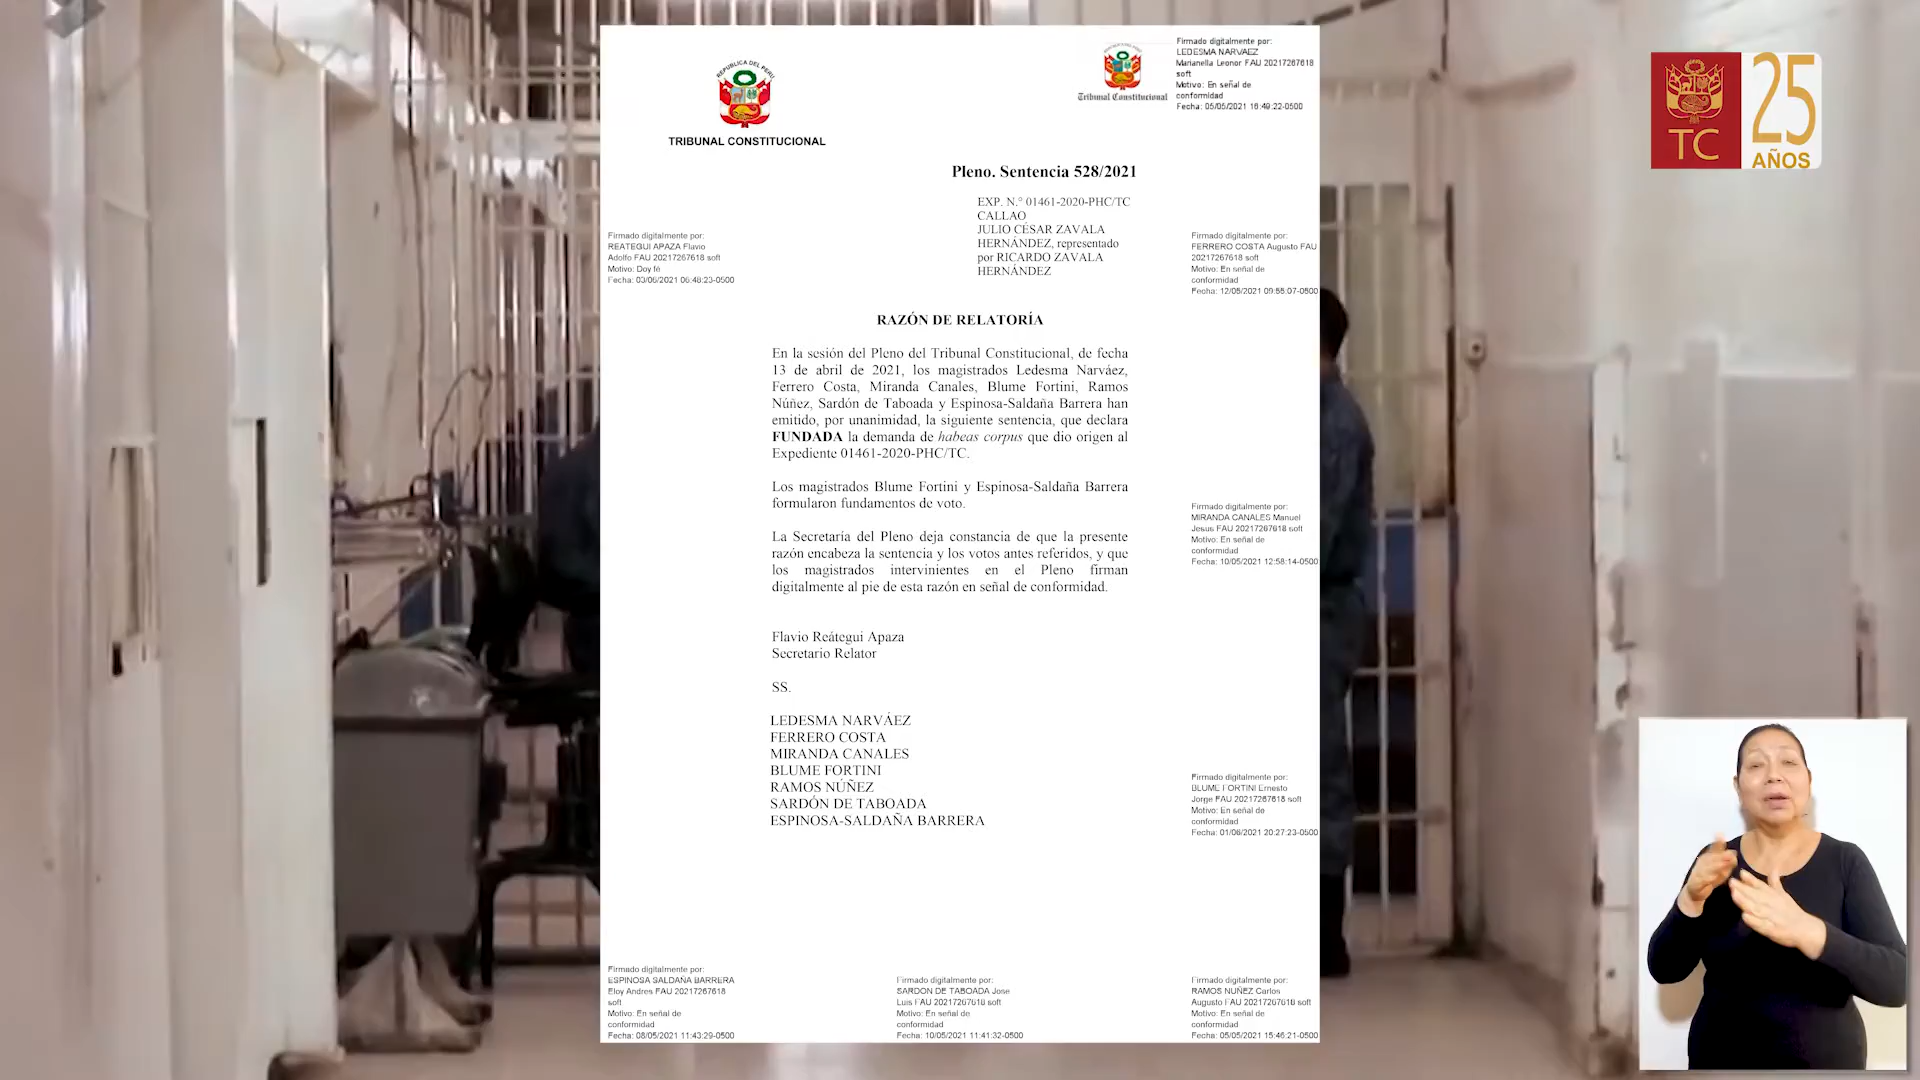 REPUBLICA DEL PERU
TRIBUNAL CONSTITUCIONAL
Tribunal Constitucional
Firmado digitalmente por:
LEDESMA NARVAEZ
Marianella Leonor FAU 20217267618
soft
Motivo: En señal de
conformidad
Fecha: 05/05/2021 16:49:22-0500
TC
25
AÑOS
Pleno. Sentencia 528/2021
EXP. N.° 01461-2020-PHC/TC
CALLAO
JULIO CÉSAR ZAVALA
HERNÁNDEZ, representado
por RICARDO ZAVALA
HERNÁNDEZ
Firmado digitalmente por:
REATEGUI APAZA Flavio
Adolfo FAU 20217267618 soft
Motivo: Doy fé
Fecha: 03/06/2021 06:48:23-0500
Firmado digitalmente por:
FERRERO COSTA Augusto FAU
20217267618 soft
Motivo: En señal de
conformidad
Fecha: 12/05/2021 09:55:07-0500
RAZÓN DE RELATORÍA
En la sesión del Pleno del Tribunal Constitucional, de fecha
13 de abril de 2021, los magistrados Ledesma Narváez,
Ferrero Costa, Miranda Canales, Blume Fortini, Ramos
Núñez, Sardón de Taboada y Espinosa-Saldaña Barrera han
emitido, por unanimidad, la siguiente sentencia, que declara
FUNDADA la demanda de habeas corpus que dio origen al
Expediente 01461-2020-PHC/TC.
Los magistrados Blume Fortini y Espinosa-Saldaña Barrera
formularon fundamentos de voto.
La Secretaría del Pleno deja constancia de que la presente
razón encabeza la sentencia y los votos antes referidos, y que
los magistrados intervinientes en el Pleno firman
digitalmente al pie de esta razón en señal de conformidad.
Firmado digitalmente por:
MIRANDA CANALES Manuel
Jesus FAU 20217267618 soft
Motivo: En señal de
conformidad
Fecha: 10/05/2021 12:58:14-0500
Flavio Reátegui Apaza
Secretario Relator
SS.
LEDESMA NARVÁEZ
FERRERO COSTA
MIRANDA CANALES
BLUME FORTINI
RAMOS NÚÑEZ
SARDÓN DE TABOADA
ESPINOSA-SALDAÑA BARRERA
Firmado digitalmente por:
BLUME FORTINI Ernesto
Jorge FAU 20217267618 soft
Motivo: En señal de
conformidad
Fecha: 01/06/2021 20:27:23-0500
Firmado digitalmente por:
ESPINOSA SALDAÑA BARRERA
Eloy Andres FAU 20217267618
soft
Motivo: En señal de
conformidad
Fecha: 08/05/2021 11:43:29-0500
Firmado digitalmente por:
SARDON DE TABOADA Jose
Luis FAU 20217267618 soft
Motivo: En señal de
conformidad
Fecha: 10/05/2021 11:41:32-0500
Firmado digitalmente por:
RAMOS NUÑEZ Carlos
Augusto FAU 20217267618 soft
Motivo: En señal de
conformidad
Fecha: 05/05/2021 15:46:21-0500